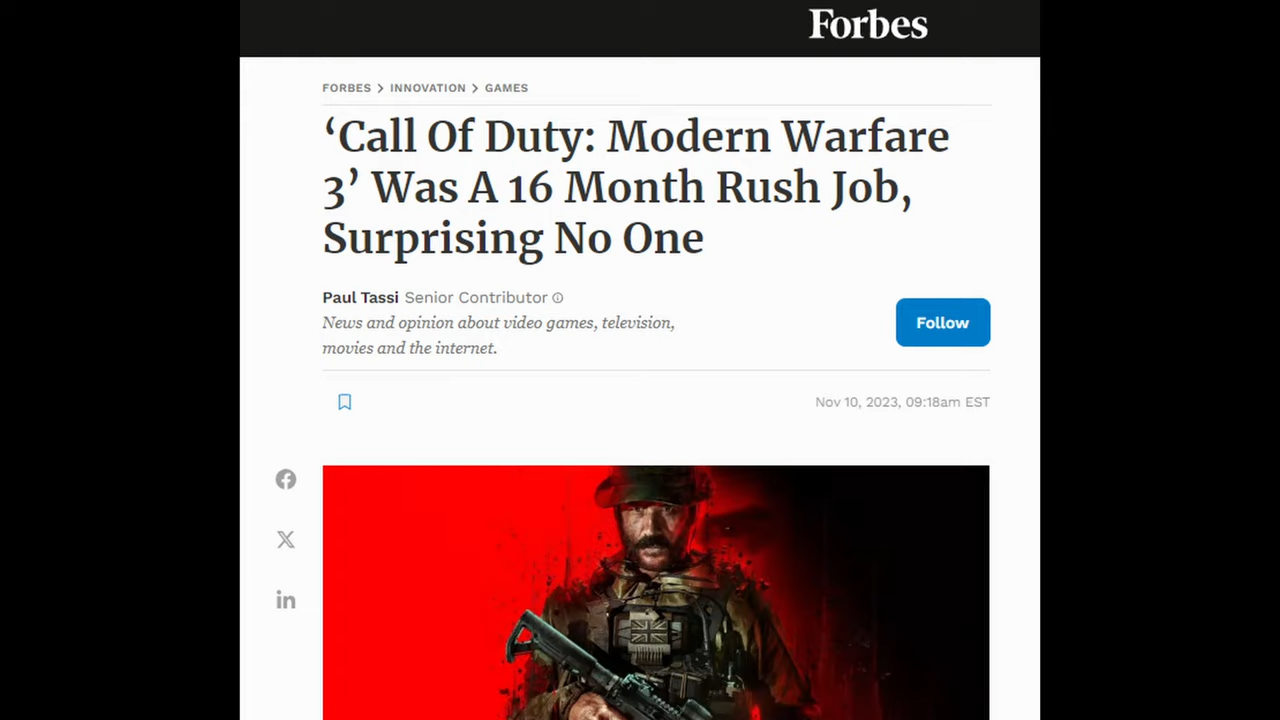 Forbes
FORBES > INNOVATION > GAMES
‘Call Of Duty: Modern Warfare
3’ Was A 16 Month Rush Job,
Surprising No One
Paul Tassi Senior Contributor
News and opinion about video games, television,
movies and the internet.
Follow
Nov 10, 2023, 09:18am EST